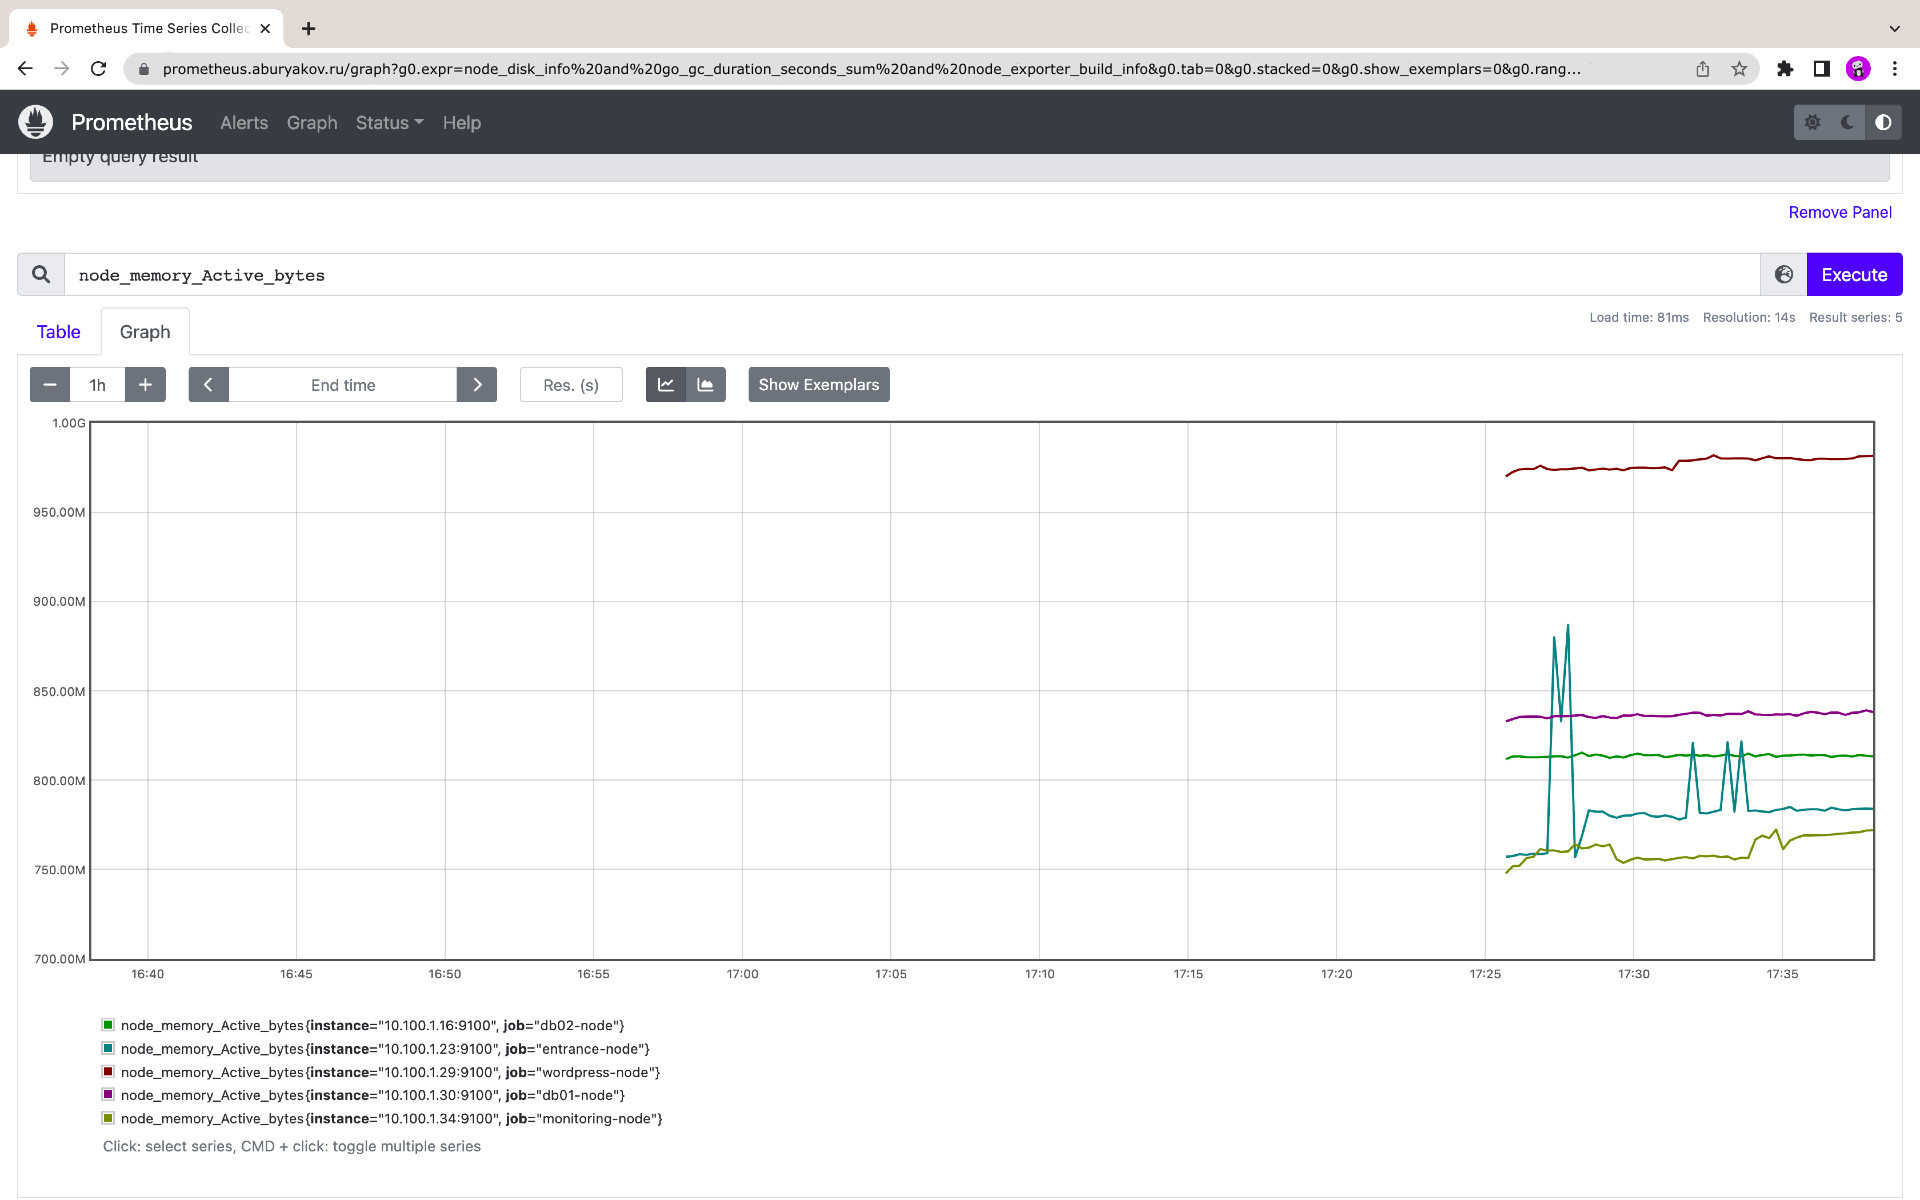 Prometheus Time Series Collec
prometheus.aburyakov.ru/graph?g0.expr=node_disk_info%20and%20go_gc_duration_seconds_sum%20and%20node_exporter_build_info&g0.tab=0&g0.stacked=0&g0.show_exemplars=0&g0.rang...
Prometheus Alerts Graph Status Help
Empty query result
Remove Panel
node_memory_Active_bytes Execute
Table Graph Load time: 81ms Resolution: 14s Result series: 5
− 1h + End time Res. (s) Show Exemplars
1.00G
950.00M
900.00M
850.00M
800.00M
750.00M
700.00M
16:40 16:45 16:50 16:55 17:00 17:05 17:10 17:15 17:20 17:25 17:30 17:35
node_memory_Active_bytes{instance="10.100.1.16:9100", job="db02-node"}
node_memory_Active_bytes{instance="10.100.1.23:9100", job="entrance-node"}
node_memory_Active_bytes{instance="10.100.1.29:9100", job="wordpress-node"}
node_memory_Active_bytes{instance="10.100.1.30:9100", job="db01-node"}
node_memory_Active_bytes{instance="10.100.1.34:9100", job="monitoring-node"}
Click: select series, CMD + click: toggle multiple series